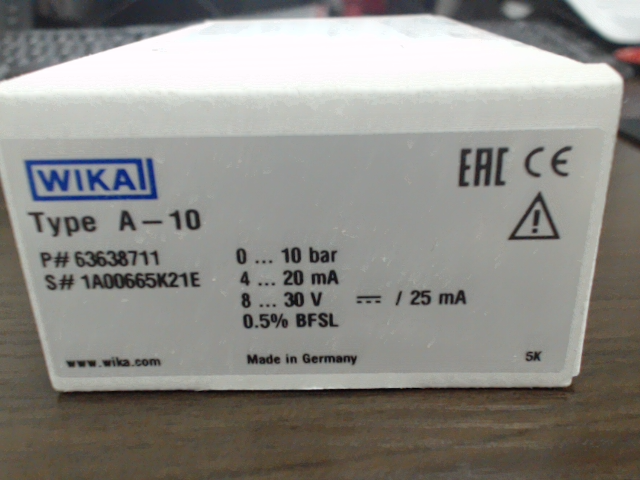 WIKA
EAC CE
Type A-10
P# 63638711
S# 1A00665K21E
0 ... 10 bar
4 ... 20 mA
8 ... 30 V ⎓ / 25 mA
0.5% BFSL
www.wika.com
Made in Germany
5K